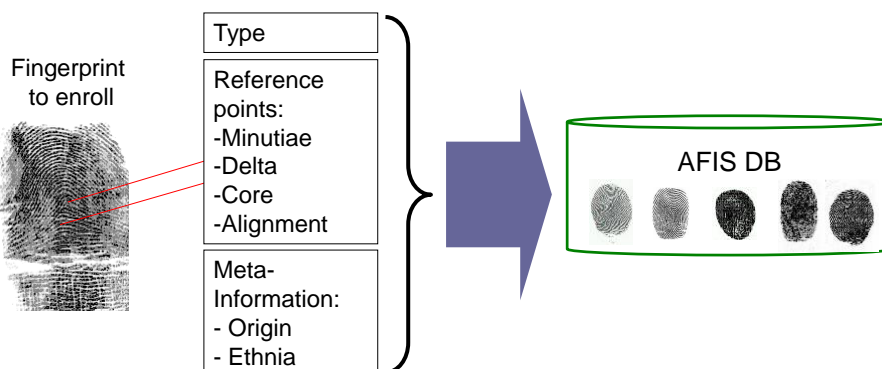 Fingerprint
to enroll
Type
Reference
points:
-Minutiae
-Delta
-Core
-Alignment
Meta-
Information:
- Origin
- Ethnia
AFIS DB